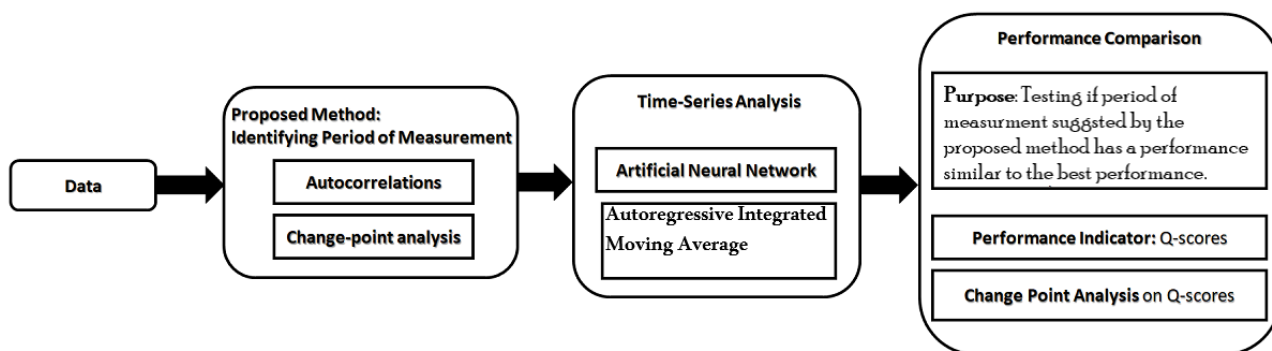 Data
Proposed Method:
Identifying Period of Measurement
Autocorrelations
Change-point analysis
Time-Series Analysis
Artificial Neural Network
Autoregressive Integrated
Moving Average
Performance Comparison
Purpose: Testing if period of
measurment suggsted by the
proposed method has a performance
similar to the best performance.
Performance Indicator: Q-scores
Change Point Analysis on Q-scores